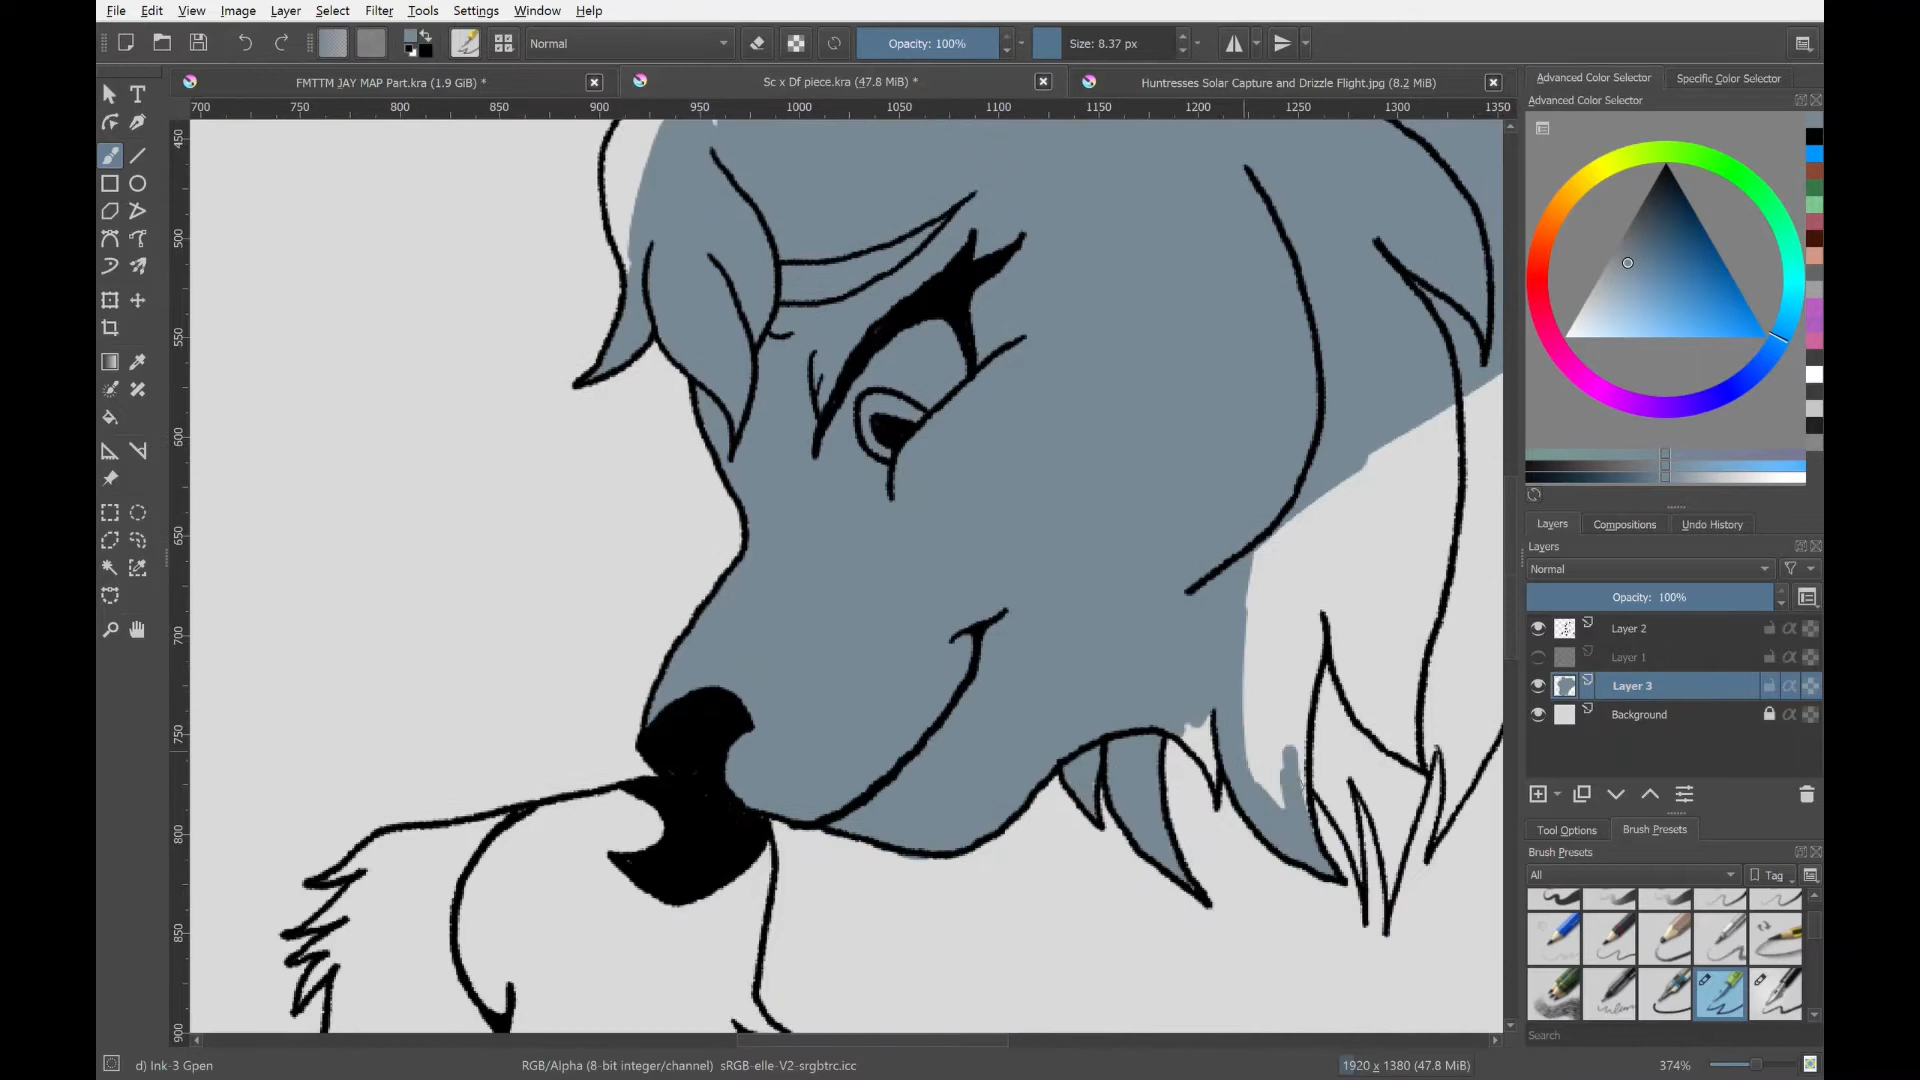 File Edit View Image Layer Select Filter Tools Settings Window Help
Normal Opacity: 100% Size: 8.37 px
FMTTM JAY MAP Part.kra (1.9 GiB) * Sc x Df piece.kra (47.8 MiB) * Huntresses Solar Capture and Drizzle Flight.jpg (8.2 MiB)
Advanced Color Selector Specific Color Selector
Advanced Color Selector
700 750 800 850 900 950 1000 1050 1100 1150 1200 1250 1300 1350
450
500
550
600
650
700
750
800
850
900
Layers Compositions Undo History
Layers
Normal
Opacity: 100%
Layer 2
Layer 1
Layer 3
Background
Tool Options Brush Presets
Brush Presets
All Tag
Search
d) Ink-3 Gpen RGB/Alpha (8-bit integer/channel) sRGB-elle-V2-srgbtrc.icc 1920 x 1380 (47.8 MiB) 374%